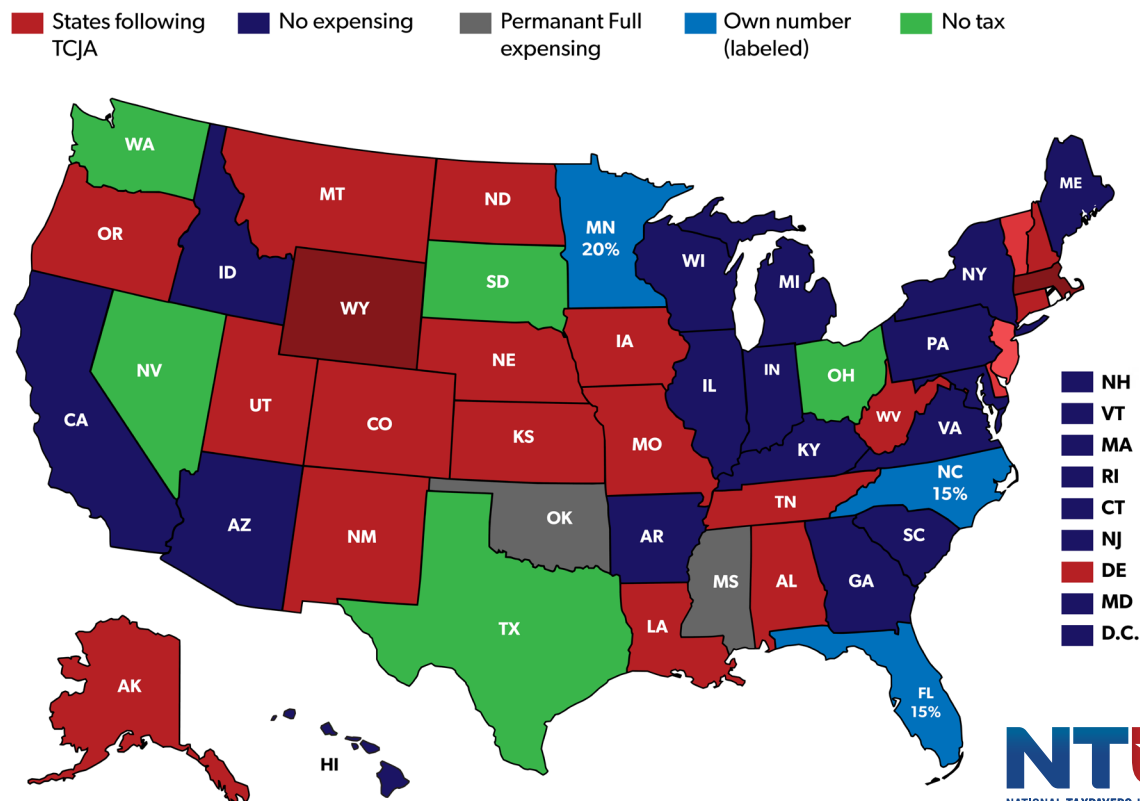 States following
TCJA
No expensing
Permanant Full
expensing
Own number
(labeled)
No tax
WA
OR
ID
MT
ND
MN
20%
WI
MI
NY
ME
SD
WY
NV
CA
UT
CO
NE
IA
IL
IN
OH
PA
WV
VA
KY
KS
MO
AZ
NM
OK
AR
TN
NC
15%
SC
MS
AL
GA
TX
LA
FL
15%
AK
HI
NH
VT
MA
RI
CT
NJ
DE
MD
D.C.